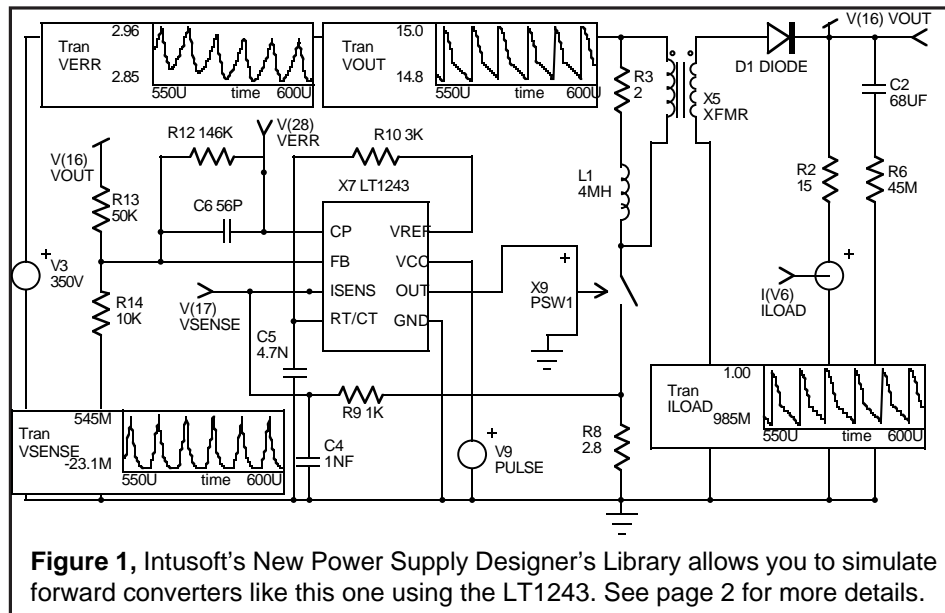 Tran
VERR
2.96
2.85
550U time 600U
Tran
VOUT
15.0
14.8
550U time 600U
V(16) VOUT
D1 DIODE
R3
2
X5
XFMR
C2
68UF
R12 146K
V(28)
VERR
R10 3K
V(16)
VOUT
R13
50K
C6 56P
X7 LT1243
L1
4MH
R2
15
R6
45M
CP
VREF
FB
VCC
ISENS
OUT
RT/CT
GND
V3
350V
R14
10K
V(17)
VSENSE
X9
PSW1
I(V6)
ILOAD
C5
4.7N
R9 1K
Tran
ILOAD
1.00
985M
550U time 600U
Tran
VSENSE
545M
-23.1M
550U time 600U
C4
1NF
V9
PULSE
R8
2.8
Figure 1, Intusoft's New Power Supply Designer's Library allows you to simulate
forward converters like this one using the LT1243. See page 2 for more details.